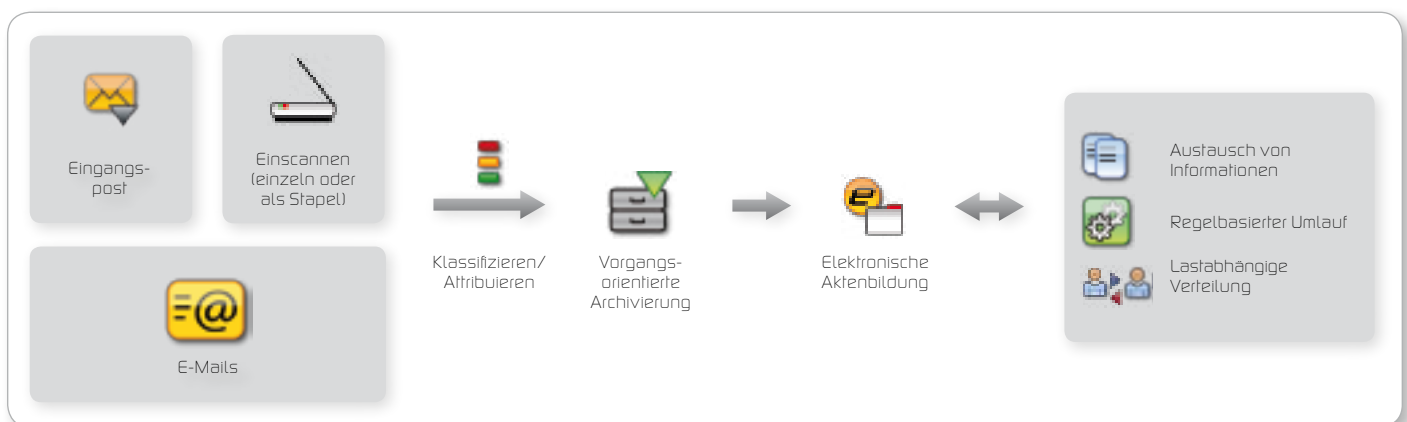 Eingangs-
post
Einscannen
(einzeln oder
als Stapel)
E-Mails
Klassifizieren/
Attribuieren
Vorgangs-
orientierte
Archivierung
Elektronische
Aktenbildung
Austausch von
Informationen
Regelbasierter Umlauf
Lastabhängige
Verteilung